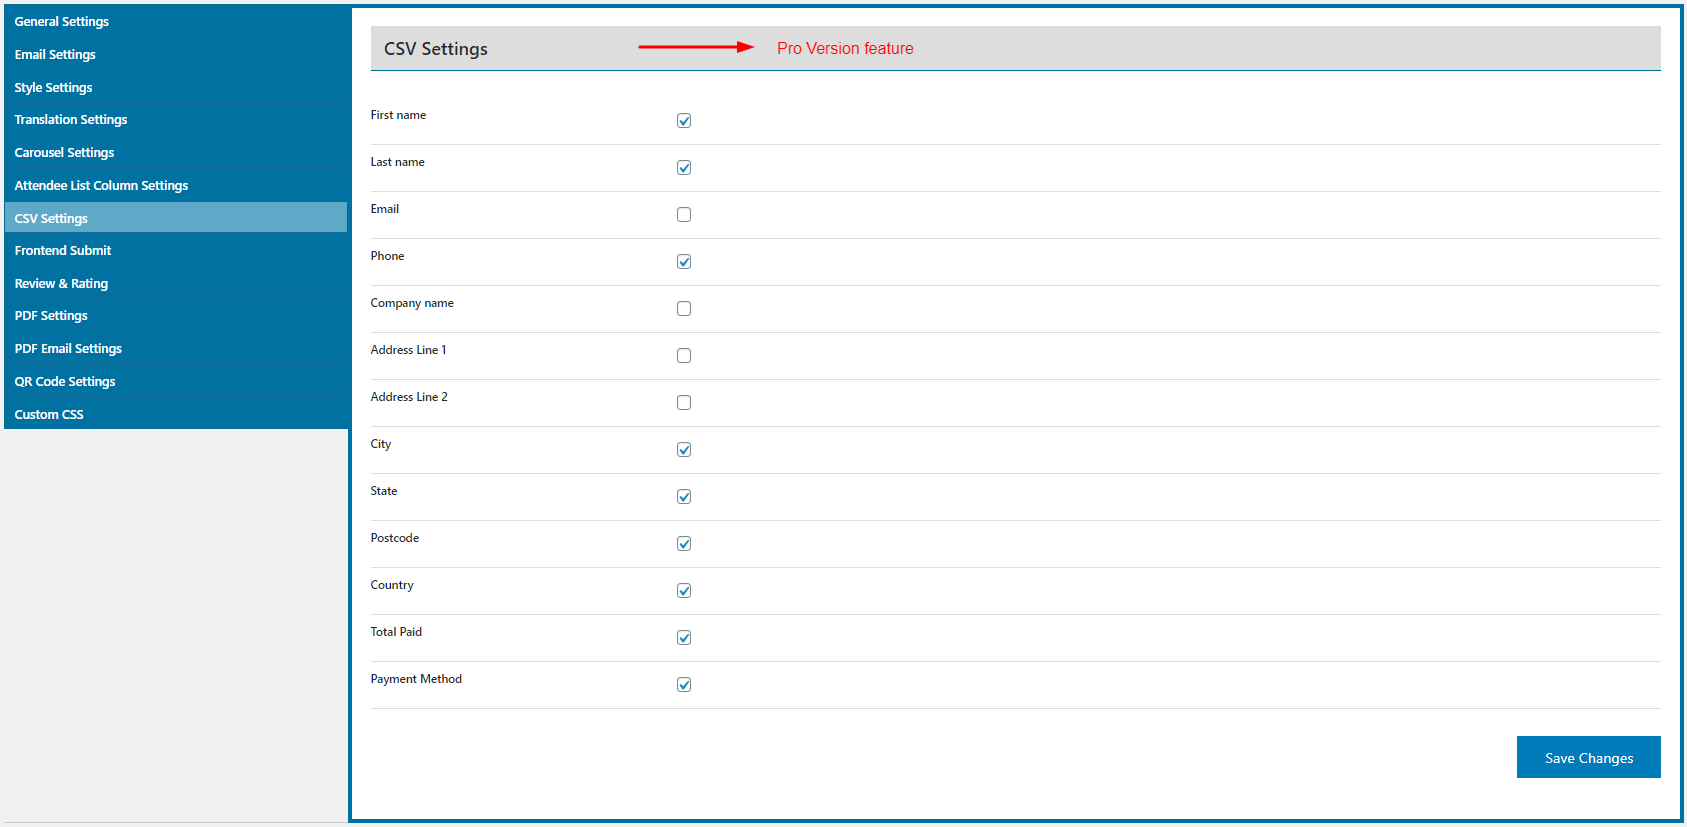 General Settings
Email Settings
Style Settings
Translation Settings
Carousel Settings
Attendee List Column Settings
CSV Settings
Frontend Submit
Review & Rating
PDF Settings
PDF Email Settings
QR Code Settings
Custom CSS
CSV Settings
Pro Version feature
First name
Last name
Email
Phone
Company name
Address Line 1
Address Line 2
City
State
Postcode
Country
Total Paid
Payment Method
Save Changes